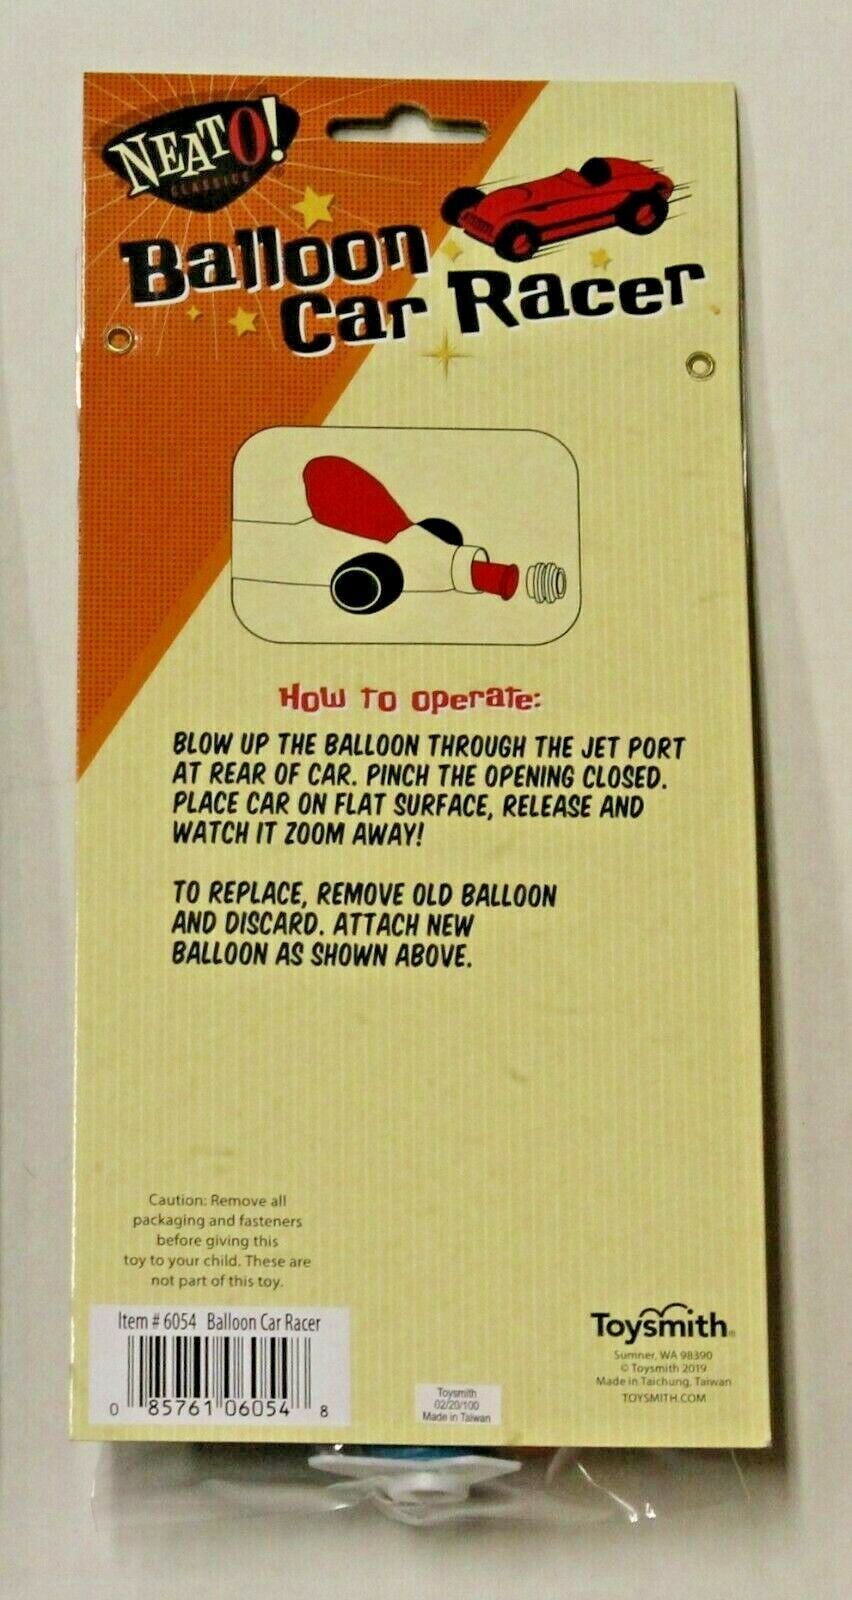 NEATO!
CLASSICS
Balloon
Car Racer
How to operate:
BLOW UP THE BALLOON THROUGH THE JET PORT
AT REAR OF CAR. PINCH THE OPENING CLOSED.
PLACE CAR ON FLAT SURFACE, RELEASE AND
WATCH IT ZOOM AWAY!
TO REPLACE, REMOVE OLD BALLOON
AND DISCARD. ATTACH NEW
BALLOON AS SHOWN ABOVE.
Caution: Remove all
packaging and fasteners
before giving this
toy to your child. These are
not part of this toy.
Item # 6054 Balloon Car Racer
0 85761 06054 8
Toysmith
02/20/100
Made in Taiwan
Toysmith®
Sumner, WA 98390
© Toysmith 2019
Made in Taichung, Taiwan
TOYSMITH.COM